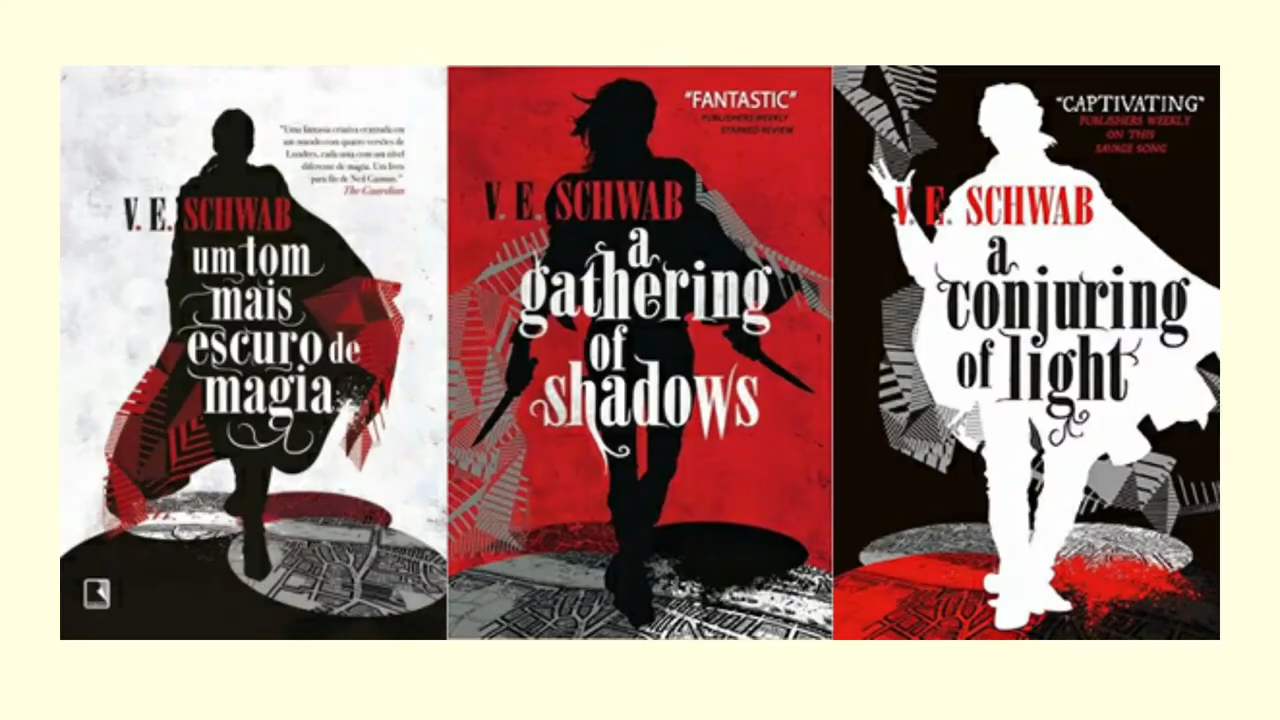 "Uma fantasia criativa centrada em
um mundo com quatro versões de
Londres, cada uma com um nível
diferente de magia. Um livro
para fãs de Neil Gaiman."
The Guardian
V. E. SCHWAB
um tom
mais
escuro de
magia
"FANTASTIC"
PUBLISHERS WEEKLY
STARRED REVIEW
V. E. SCHWAB
a
gathering
of
shadows
"CAPTIVATING"
PUBLISHERS WEEKLY
ON THIS
SAVAGE SONG
V. E. SCHWAB
a
conjuring
of light